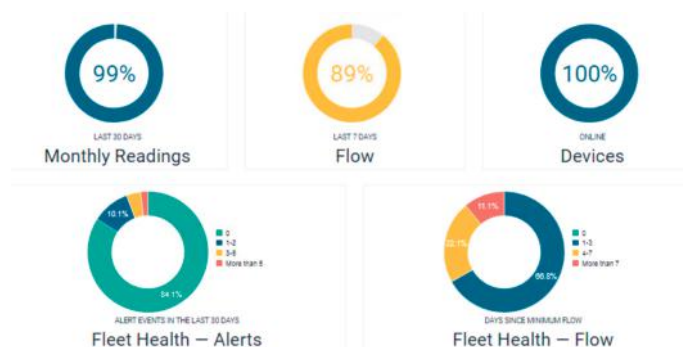 99%
LAST 30 DAYS
Monthly Readings
89%
LAST 7 DAYS
Flow
100%
ONLINE
Devices
10.1%
84.1%
0
1-2
3-5
More than 5
ALERT EVENTS IN THE LAST 30 DAYS
Fleet Health — Alerts
11.1%
22.1%
66.8%
0
1-3
4-7
More than 7
DAYS SINCE MINIMUM FLOW
Fleet Health — Flow